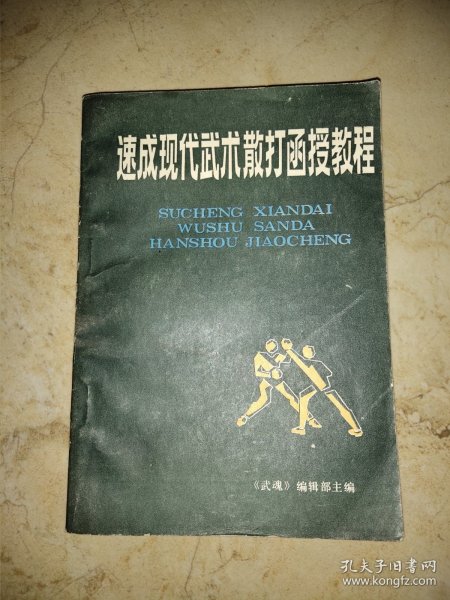 速成现代武术散打函授教程
SUCHENG XIANDAI
WUSHU SANDA
HANSHOU JIAOCHENG
《武魂》编辑部主编
孔夫子旧书网
www.kongfz.com